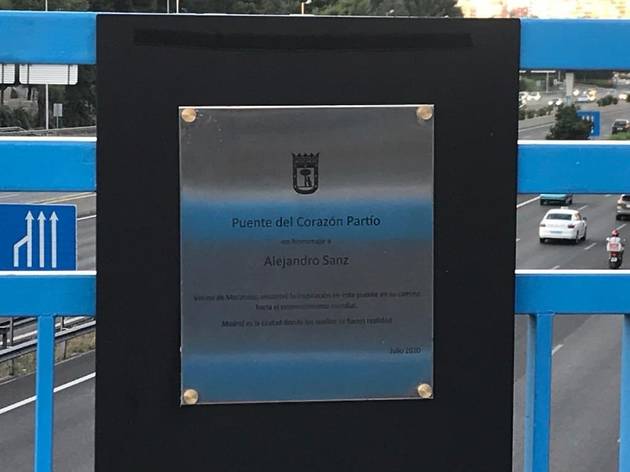 Puente del Corazón Partío
en homenaje a
Alejandro Sanz
Vecino de Moratalaz, encontró la inspiración en este puente en su camino
hacia el reconocimiento mundial.
Madrid es la ciudad donde los sueños se hacen realidad
Julio 2020